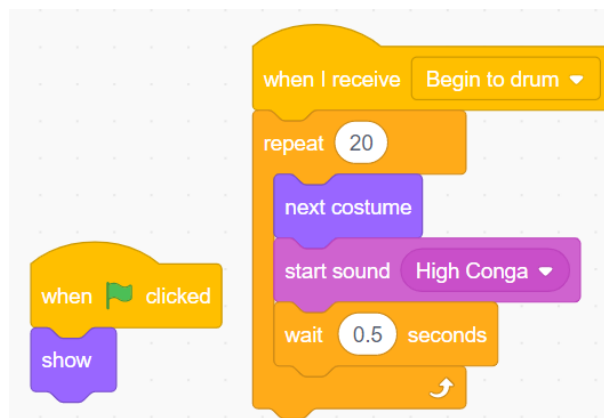 when I receive Begin to drum
repeat 20
next costume
start sound High Conga
wait 0.5 seconds
when clicked
show